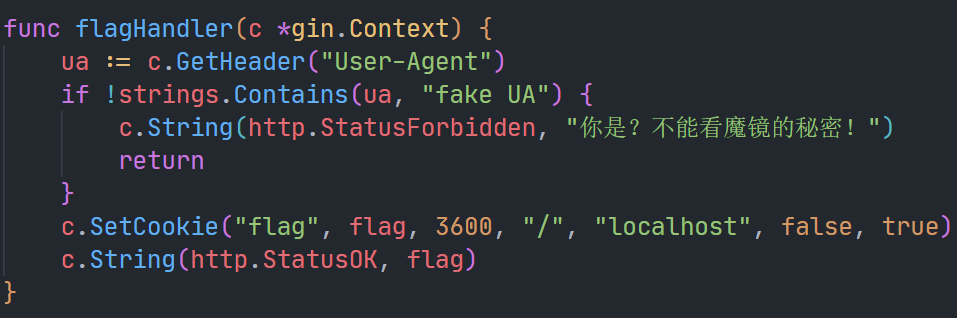 func flagHandler(c *gin.Context) {
    ua := c.GetHeader("User-Agent")
    if !strings.Contains(ua, "fake UA") {
        c.String(http.StatusForbidden, "你是？不能看魔镜的秘密！")
        return
    }
    c.SetCookie("flag", flag, 3600, "/", "localhost", false, true)
    c.String(http.StatusOK, flag)
}